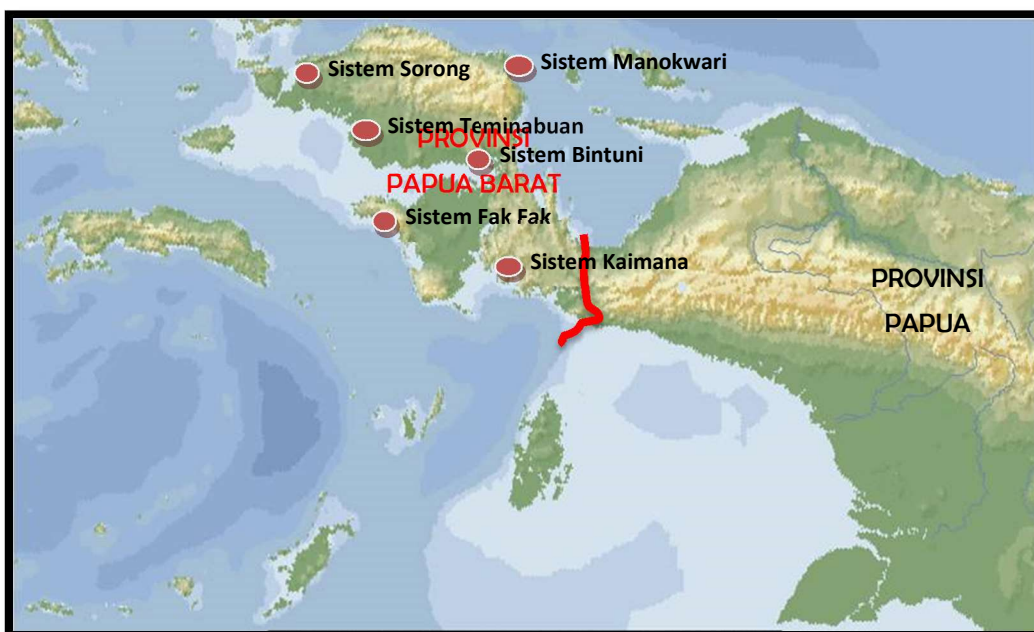 Sistem Sorong
Sistem Manokwari
Sistem Teminabuan
PROVINSI
Sistem Bintuni
PAPUA BARAT
Sistem Fak Fak
Sistem Kaimana
PROVINSI
PAPUA